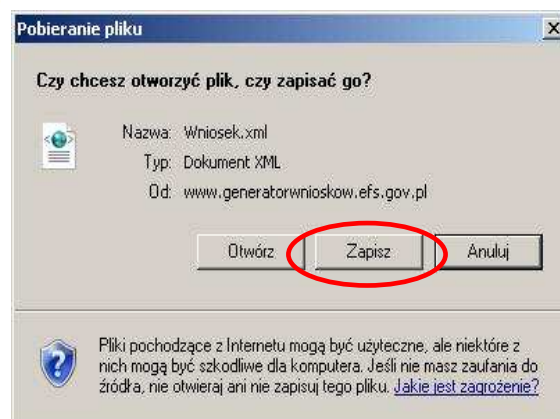 Pobieranie pliku
Czy chcesz otworzyć plik, czy zapisać go?
Nazwa: Wniosek.xml
Typ: Dokument XML
Od: www.generatorwnioskow.efs.gov.pl
Otwórz Zapisz Anuluj
Pliki pochodzące z Internetu mogą być użyteczne, ale niektóre z
nich mogą być szkodliwe dla komputera. Jeśli nie masz zaufania do
źródła, nie otwieraj ani nie zapisuj tego pliku. Jakie jest zagrożenie?